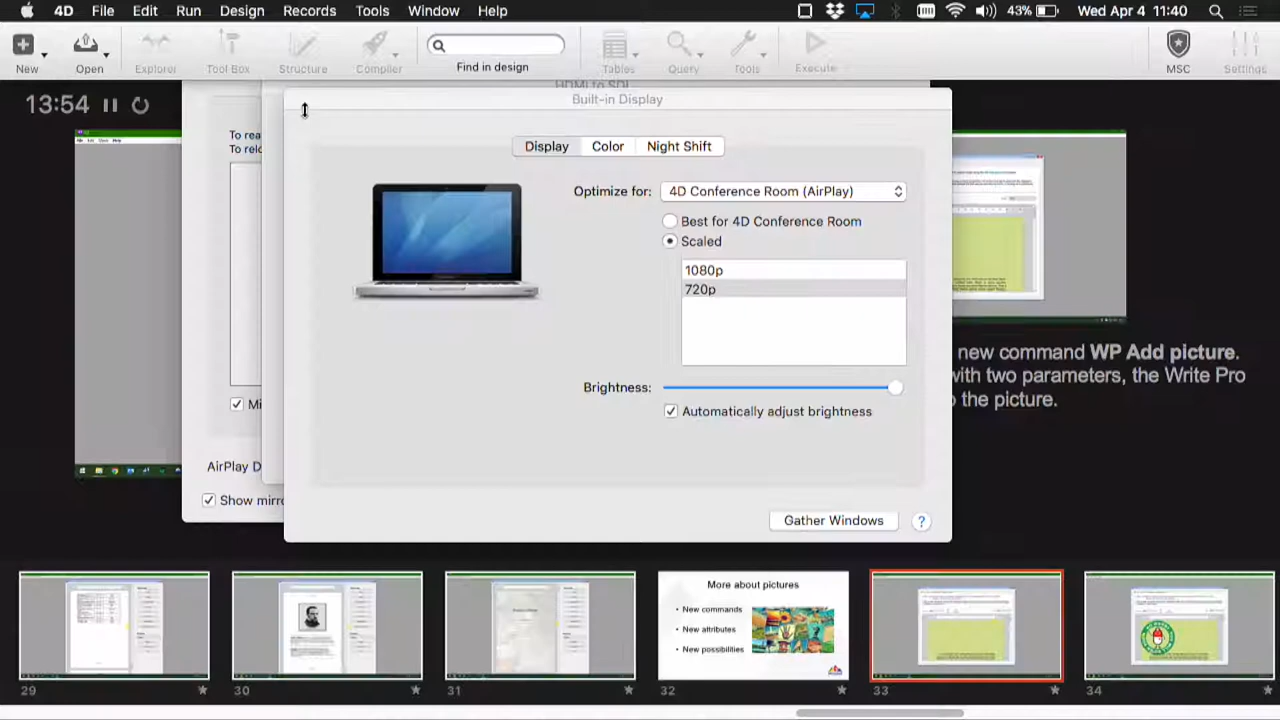 4D File Edit Run Design Records Tools Window Help 43% Wed Apr 4 11:40
New Open Explorer Tool Box Structure Compiler Find in design Tables Query Tools Execute MSC Settings
HDMI to SDI
13:54
Built-in Display
To rea
To relo
Display Color Night Shift
Optimize for: 4D Conference Room (AirPlay)
Best for 4D Conference Room
Scaled
1080p
720p
Brightness:
Automatically adjust brightness
Mi
AirPlay D
Show mirro
Gather Windows ?
new command WP Add picture.
with two parameters, the Write Pro
o the picture.
More about pictures
• New commands
• New attributes
• New possibilities
29 30 31 32 33 34